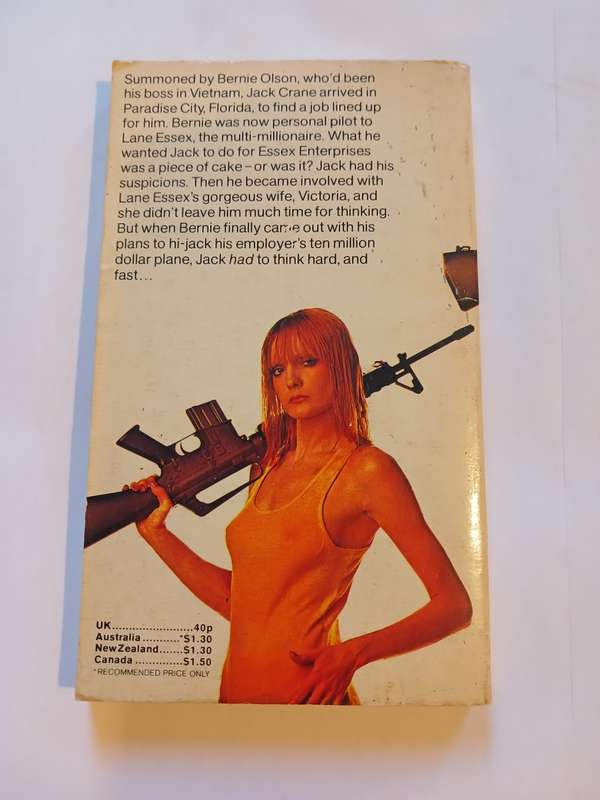 Summoned by Bernie Olson, who'd been
his boss in Vietnam, Jack Crane arrived in
Paradise City, Florida, to find a job lined up
for him. Bernie was now personal pilot to
Lane Essex, the multi-millionaire. What he
wanted Jack to do for Essex Enterprises
was a piece of cake – or was it? Jack had his
suspicions. Then he became involved with
Lane Essex's gorgeous wife, Victoria, and
she didn't leave him much time for thinking.
But when Bernie finally came out with his
plans to hi-jack his employer's ten million
dollar plane, Jack had to think hard, and
fast...
UK........................40p
Australia ...........*$1.30
New Zealand.......$1.30
Canada ..............$1.50
*RECOMMENDED PRICE ONLY